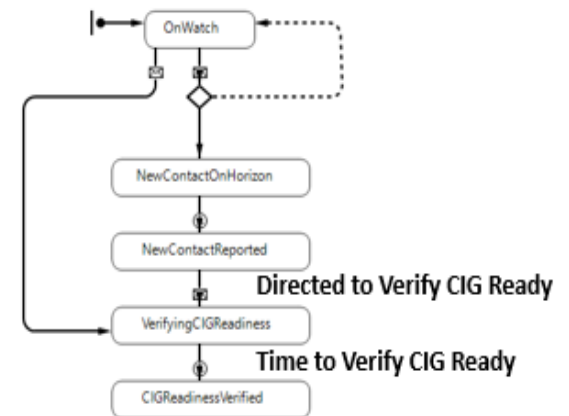 OnWatch
NewContactOnHorizon
NewContactReported
Directed to Verify CIG Ready
VerifyingCIGReadiness
Time to Verify CIG Ready
CIGReadinessVerified